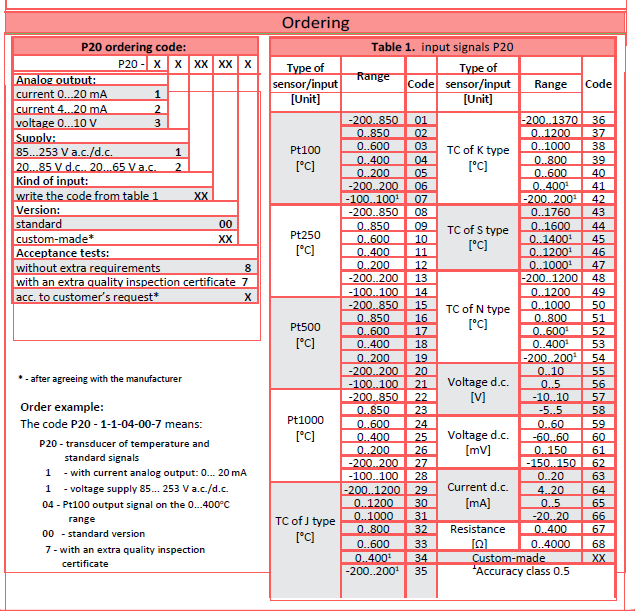 Ordering
P20 ordering code:
P20 - X X XX XX X
Analog output:
current 0...20 mA 1
current 4...20 mA 2
voltage 0...10 V 3
Supply:
85...253 V a.c./d.c. 1
20...85 V d.c., 20...65 V a.c. 2
Kind of input:
write the code from table 1 XX
Version:
standard 00
custom-made* XX
Acceptance tests:
without extra requirements 8
with an extra quality inspection certificate 7
acc. to customer's request* X
* - after agreeing with the manufacturer
Order example:
The code P20 - 1-1-04-00-7 means:
P20 - transducer of temperature and
standard signals
1 - with current analog output: 0... 20 mA
1 - voltage supply 85... 253 V a.c./d.c.
04 - Pt100 output signal on the 0...400°C
range
00 - standard version
7 - with an extra quality inspection
certificate
Table 1. input signals P20
Type of
sensor/input
[Unit]
Range
Code
Pt100
[°C]
-200..850 01
0..850 02
0..600 03
0..400 04
0..200 05
-200..200 06
-100..100¹ 07
Pt250
[°C]
-200..850 08
0..850 09
0..600 10
0..400 11
0..200 12
-200..200 13
-100..100 14
Pt500
[°C]
-200..850 15
0..850 16
0..600 17
0..400 18
0..200 19
-200..200 20
-100..100 21
Pt1000
[°C]
-200..850 22
0..850 23
0..600 24
0..400 25
0..200 26
-200..200 27
-100..100 28
TC of J type
[°C]
-200..1200 29
0..1200 30
0..1000 31
0..800 32
0..600 33
0..400¹ 34
-200..200¹ 35
Type of
sensor/input
[Unit]
Range
Code
TC of K type
[°C]
-200..1370 36
0..1200 37
0..1000 38
0..800 39
0..600 40
0..400¹ 41
-200..200¹ 42
TC of S type
[°C]
0..1760 43
0..1600 44
0..1400¹ 45
0..1200¹ 46
0..1000¹ 47
TC of N type
[°C]
-200..1200 48
0..1200 49
0..1000 50
0..800 51
0..600¹ 52
0..400¹ 53
-200..200¹ 54
Voltage d.c.
[V]
0..10 55
0..5 56
-10..10 57
-5..5 58
Voltage d.c.
[mV]
0..60 59
-60..60 60
0..150 61
-150..150 62
Current d.c.
[mA]
0..20 63
4..20 64
0..5 65
-20..20 66
Resistance
[Ω]
0..400 67
0..4000 68
Custom-made XX
¹Accuracy class 0.5